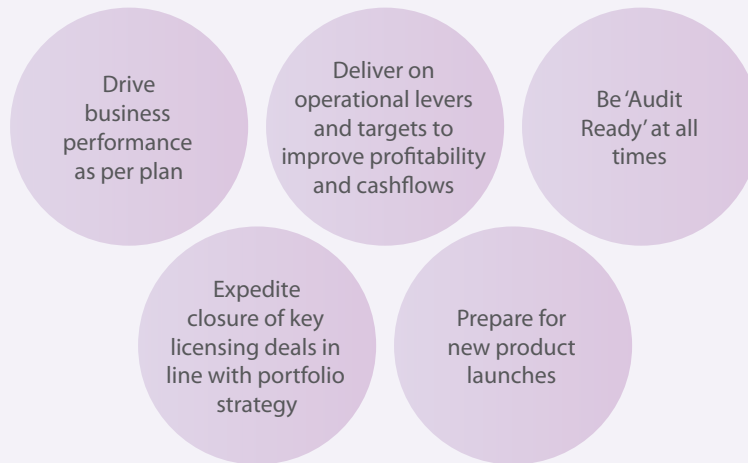 Drive
business
performance
as per plan
Deliver on
operational levers
and targets to
improve profitability
and cashflows
Be ‘Audit
Ready’ at all
times
Expedite
closure of key
licensing deals in
line with portfolio
strategy
Prepare for
new product
launches